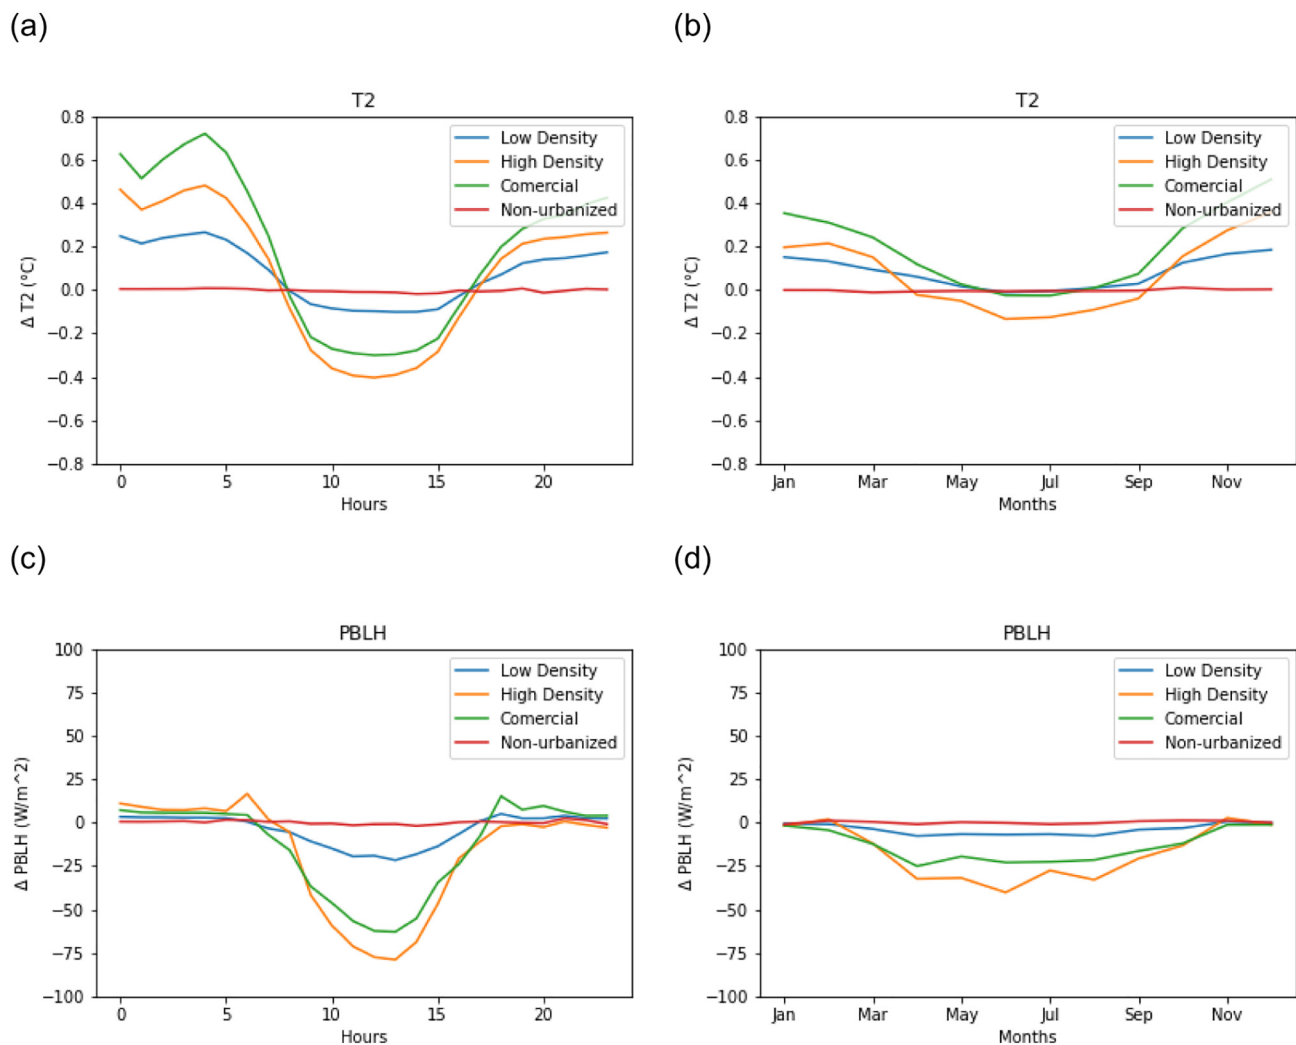 (a)
T2
Δ T2 (°C)
0.8
0.6
0.4
0.2
0.0
−0.2
−0.4
−0.6
−0.8
Low Density
High Density
Comercial
Non-urbanized
0 5 10 15 20
Hours
(b)
T2
Δ T2 (°C)
0.8
0.6
0.4
0.2
0.0
−0.2
−0.4
−0.6
−0.8
Low Density
High Density
Comercial
Non-urbanized
Jan Mar May Jul Sep Nov
Months
(c)
PBLH
Δ PBLH (W/m^2)
100
75
50
25
0
−25
−50
−75
−100
Low Density
High Density
Comercial
Non-urbanized
0 5 10 15 20
Hours
(d)
PBLH
Δ PBLH (W/m^2)
100
75
50
25
0
−25
−50
−75
−100
Low Density
High Density
Comercial
Non-urbanized
Jan Mar May Jul Sep Nov
Months